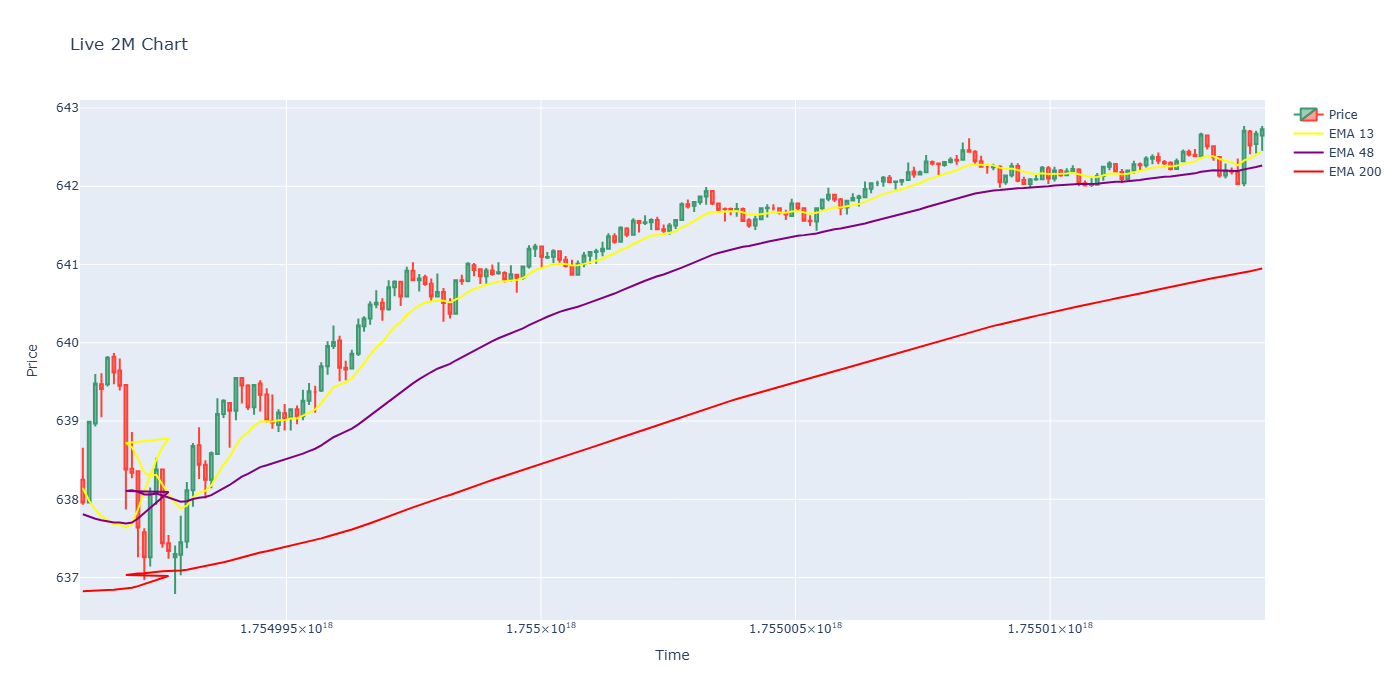 Live 2M Chart
643
642
641
640
639
638
637
Price
1.754995×10¹⁸
1.755×10¹⁸
1.755005×10¹⁸
1.75501×10¹⁸
Time
Price
EMA 13
EMA 48
EMA 200